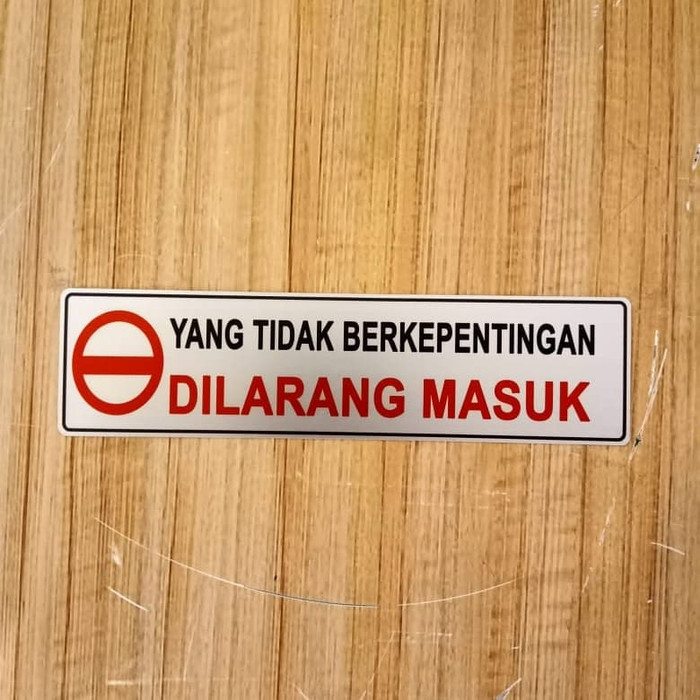 YANG TIDAK BERKEPENTINGAN
DILARANG MASUK